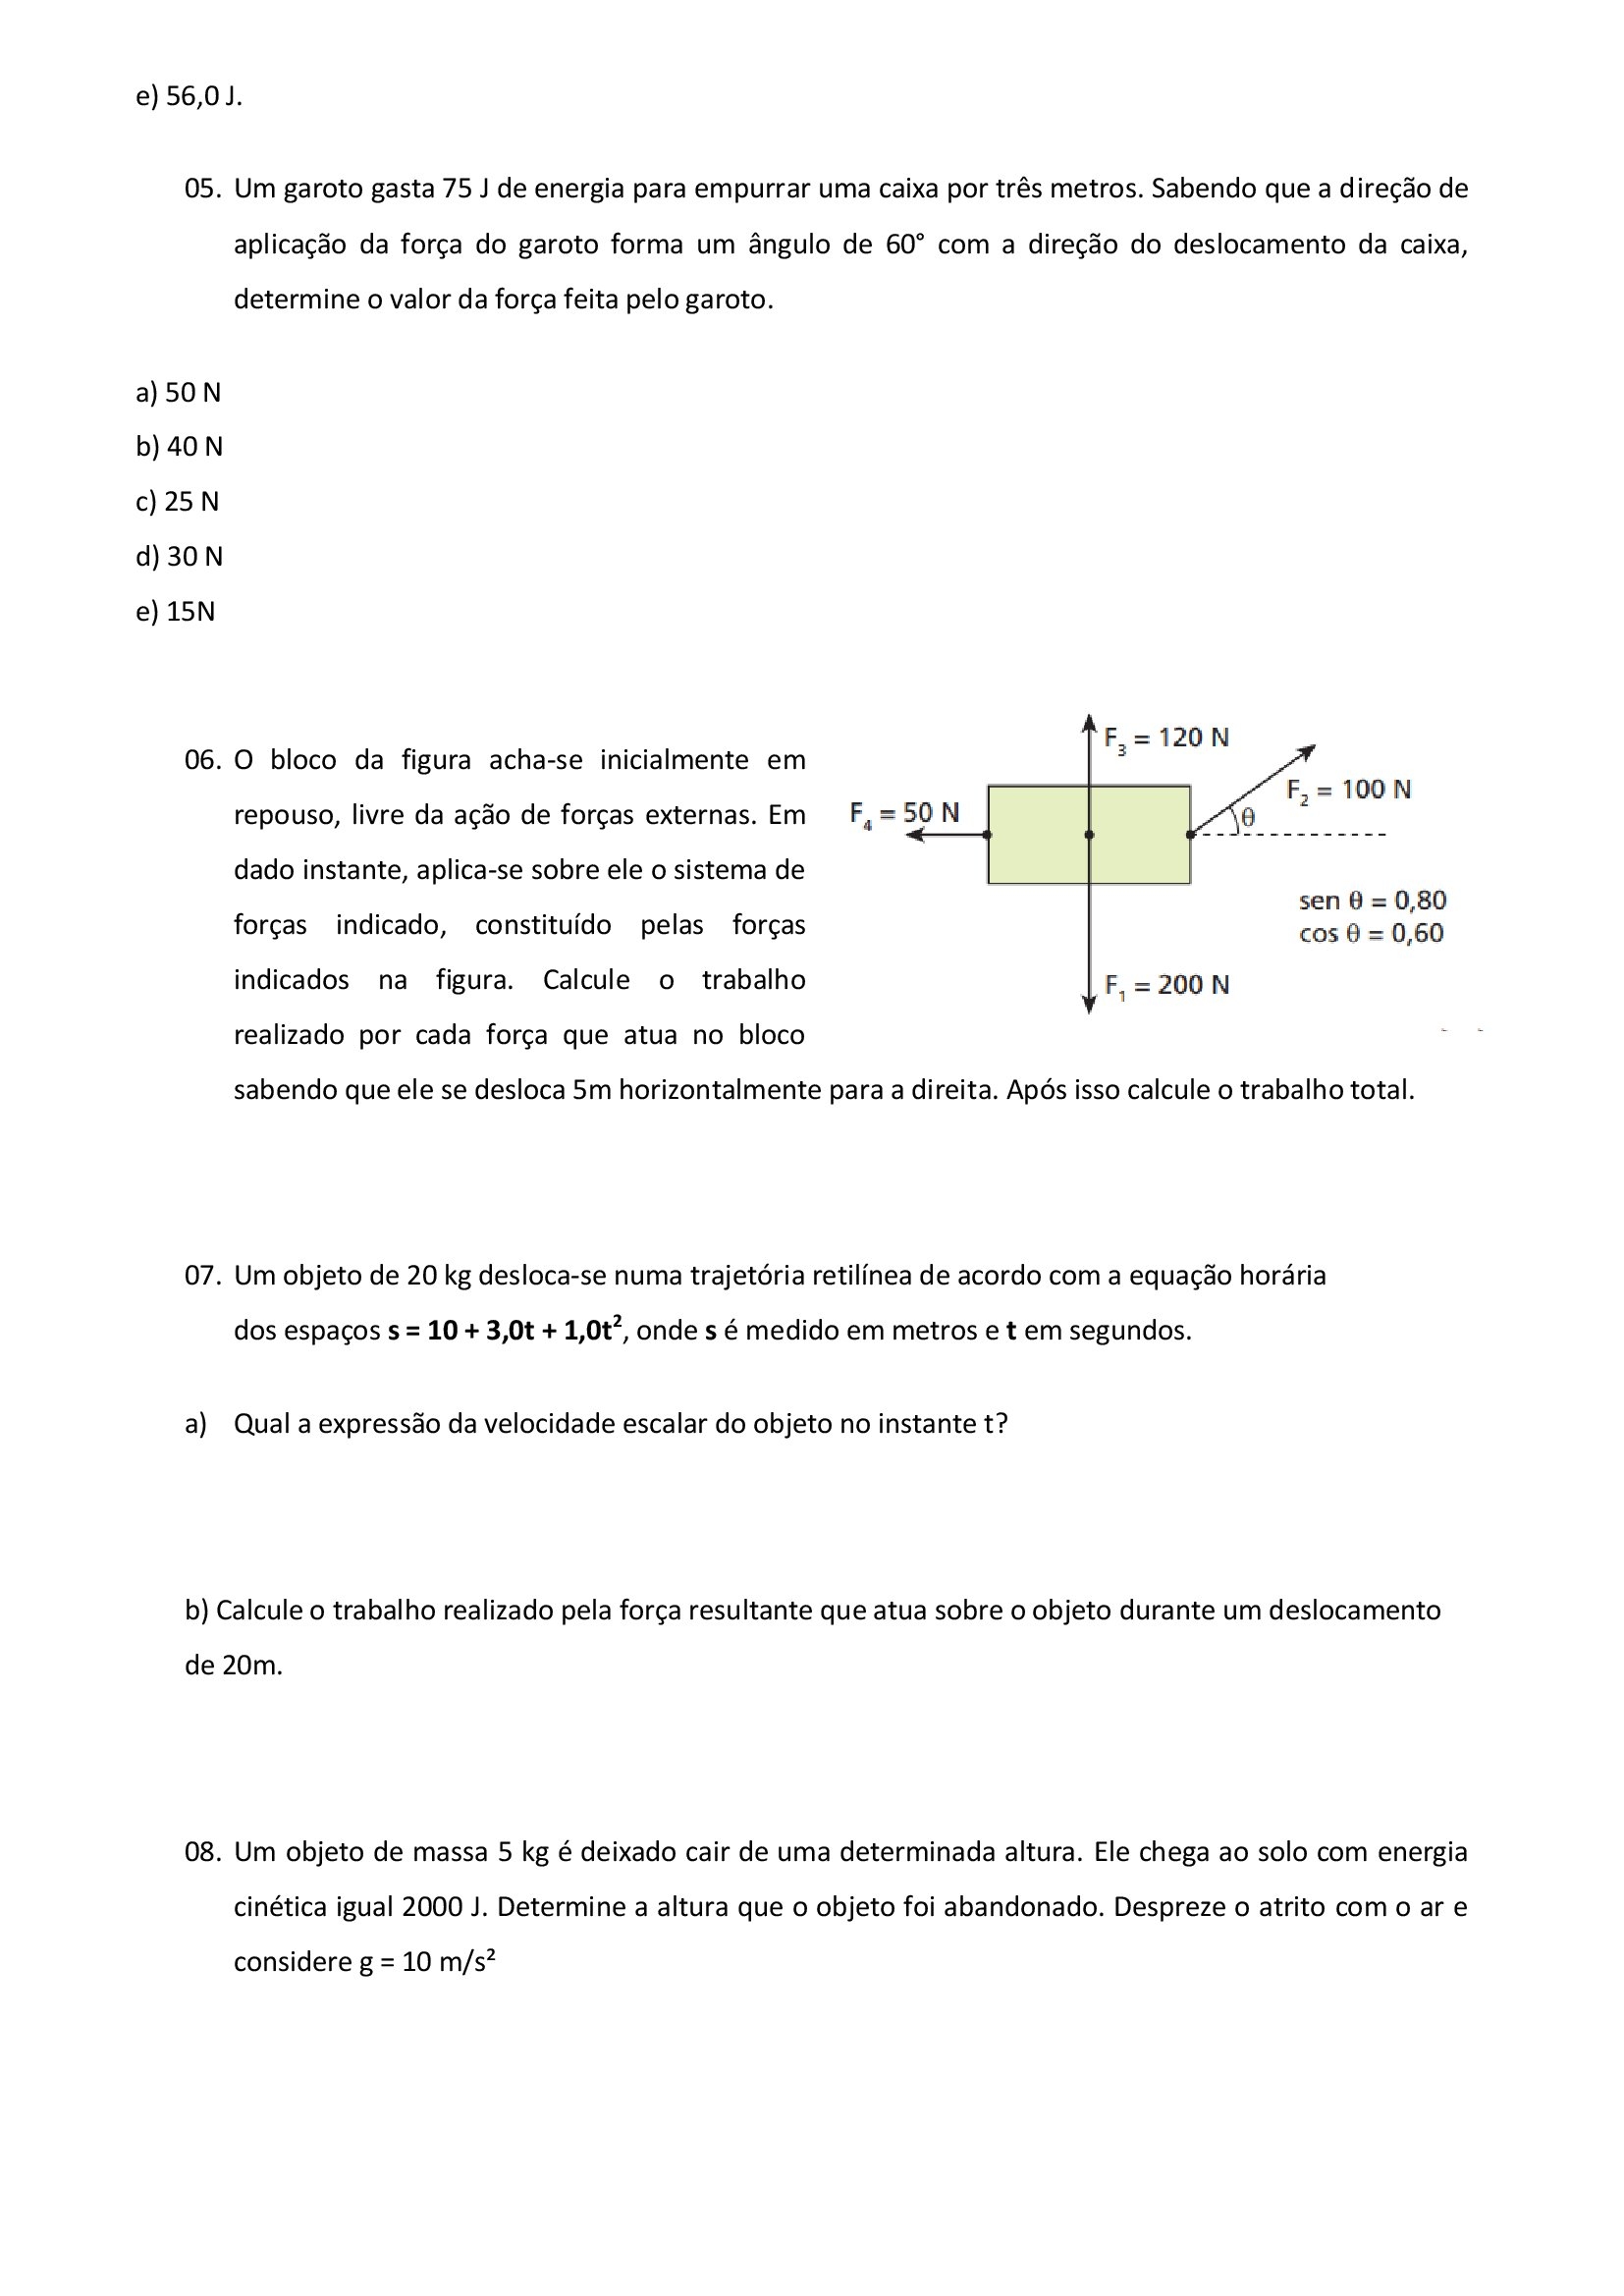 e) 56,0 J.
05. Um garoto gasta 75 J de energia para empurrar uma caixa por três metros. Sabendo que a direção de
aplicação da força do garoto forma um ângulo de 60° com a direção do deslocamento da caixa,
determine o valor da força feita pelo garoto.
a) 50 N
b) 40 N
c) 25 N
d) 30 N
e) 15N
06. O bloco da figura acha-se inicialmente em
repouso, livre da ação de forças externas. Em
dado instante, aplica-se sobre ele o sistema de
forças indicado, constituído pelas forças
indicados na figura. Calcule o trabalho
realizado por cada força que atua no bloco
sabendo que ele se desloca 5m horizontalmente para a direita. Após isso calcule o trabalho total.
F₃ = 120 N
F₂ = 100 N
F₄ = 50 N
θ
sen θ = 0,80
cos θ = 0,60
F₁ = 200 N
07. Um objeto de 20 kg desloca-se numa trajetória retilínea de acordo com a equação horária
dos espaços s = 10 + 3,0t + 1,0t², onde s é medido em metros e t em segundos.
a) Qual a expressão da velocidade escalar do objeto no instante t?
b) Calcule o trabalho realizado pela força resultante que atua sobre o objeto durante um deslocamento
de 20m.
08. Um objeto de massa 5 kg é deixado cair de uma determinada altura. Ele chega ao solo com energia
cinética igual 2000 J. Determine a altura que o objeto foi abandonado. Despreze o atrito com o ar e
considere g = 10 m/s²